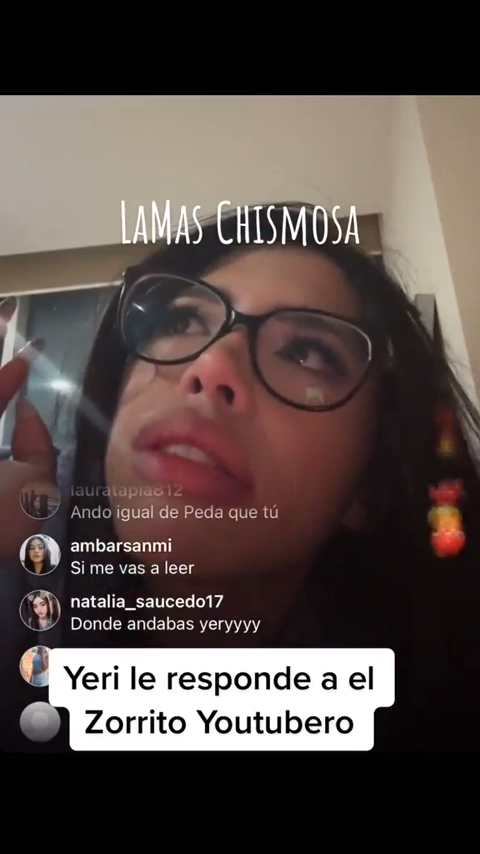 LaMas Chismosa
lauratapia812
Ando igual de Peda que tú
ambarsanmi
Si me vas a leer
natalia_saucedo17
Donde andabas yeryyyy
Yeri le responde a el
Zorrito Youtubero